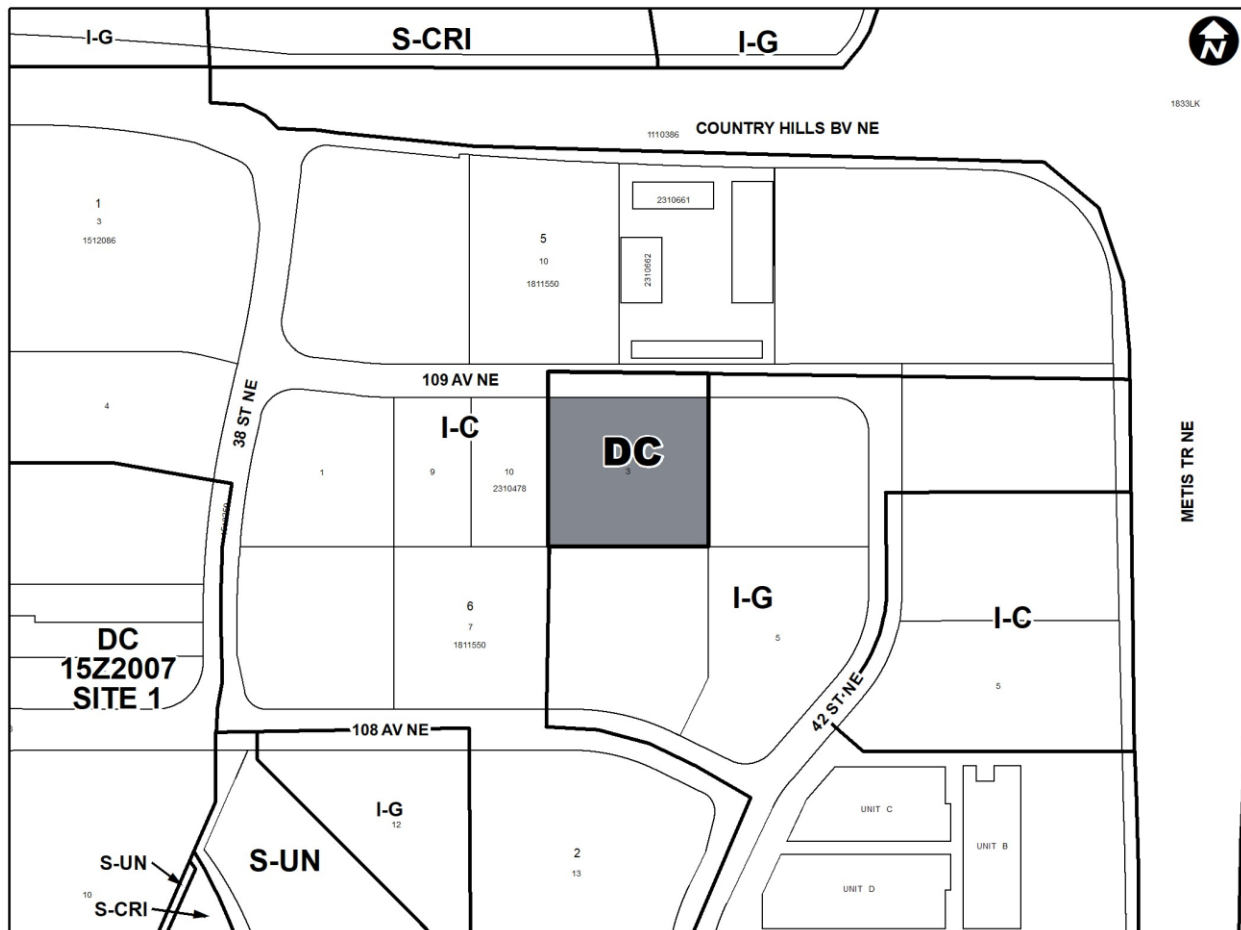 I-G
S-CRI
I-G
N
1833LK
1110386
COUNTRY HILLS BV NE
1
3
1512086
2310661
5
10
1811550
2310662
109 AV NE
4
38 ST NE
I-C
DC
3
1
9
10
2310478
METIS TR NE
6
7
1811550
I-G
5
I-C
5
DC
15Z2007
SITE 1
42 ST NE
108 AV NE
I-G
12
S-UN
S-UN
10
S-CRI
2
13
UNIT C
UNIT B
UNIT D